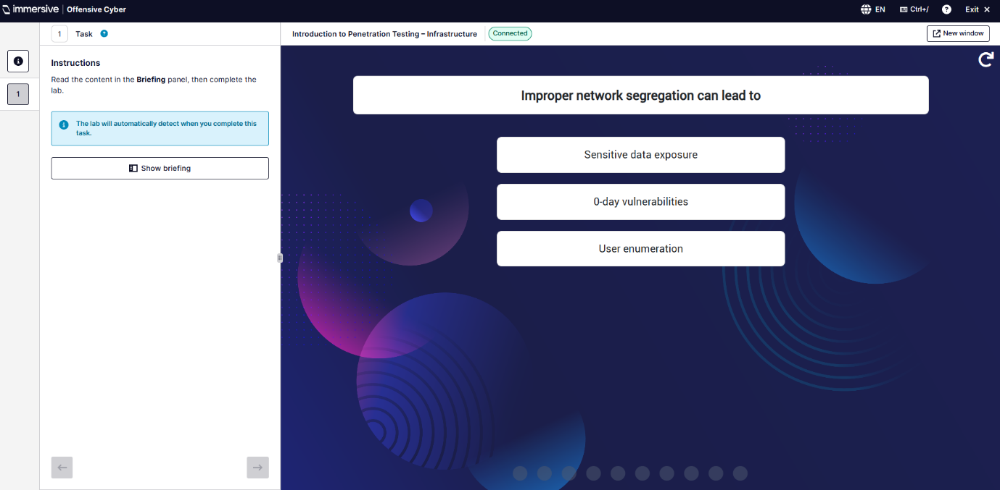 immersive | Offensive Cyber
EN
Ctrl+/
?
Exit
1
Task
?
Introduction to Penetration Testing – Infrastructure
Connected
New window
1
Instructions
Read the content in the Briefing panel, then complete the
lab.
The lab will automatically detect when you complete this
task.
Show briefing
Improper network segregation can lead to
Sensitive data exposure
0-day vulnerabilities
User enumeration